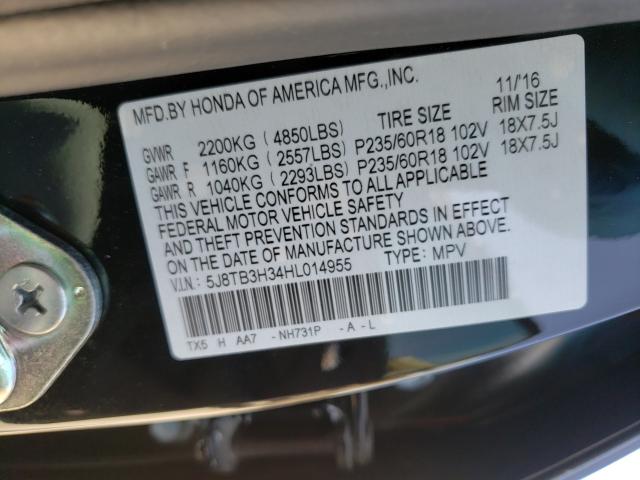 MFD.BY HONDA OF AMERICA MFG.,INC. 11/16
TIRE SIZE RIM SIZE
GVWR 2200KG (4850LBS)
GAWR F 1160KG (2557LBS) P235/60R18 102V 18X7.5J
GAWR R 1040KG (2293LBS) P235/60R18 102V 18X7.5J
THIS VEHICLE CONFORMS TO ALL APPLICABLE
FEDERAL MOTOR VEHICLE SAFETY
AND THEFT PREVENTION STANDARDS IN EFFECT
ON THE DATE OF MANUFACTURE SHOWN ABOVE.
V.I.N.: 5J8TB3H34HL014955 TYPE: MPV
TX5 H AA7 -NH731P -A-L